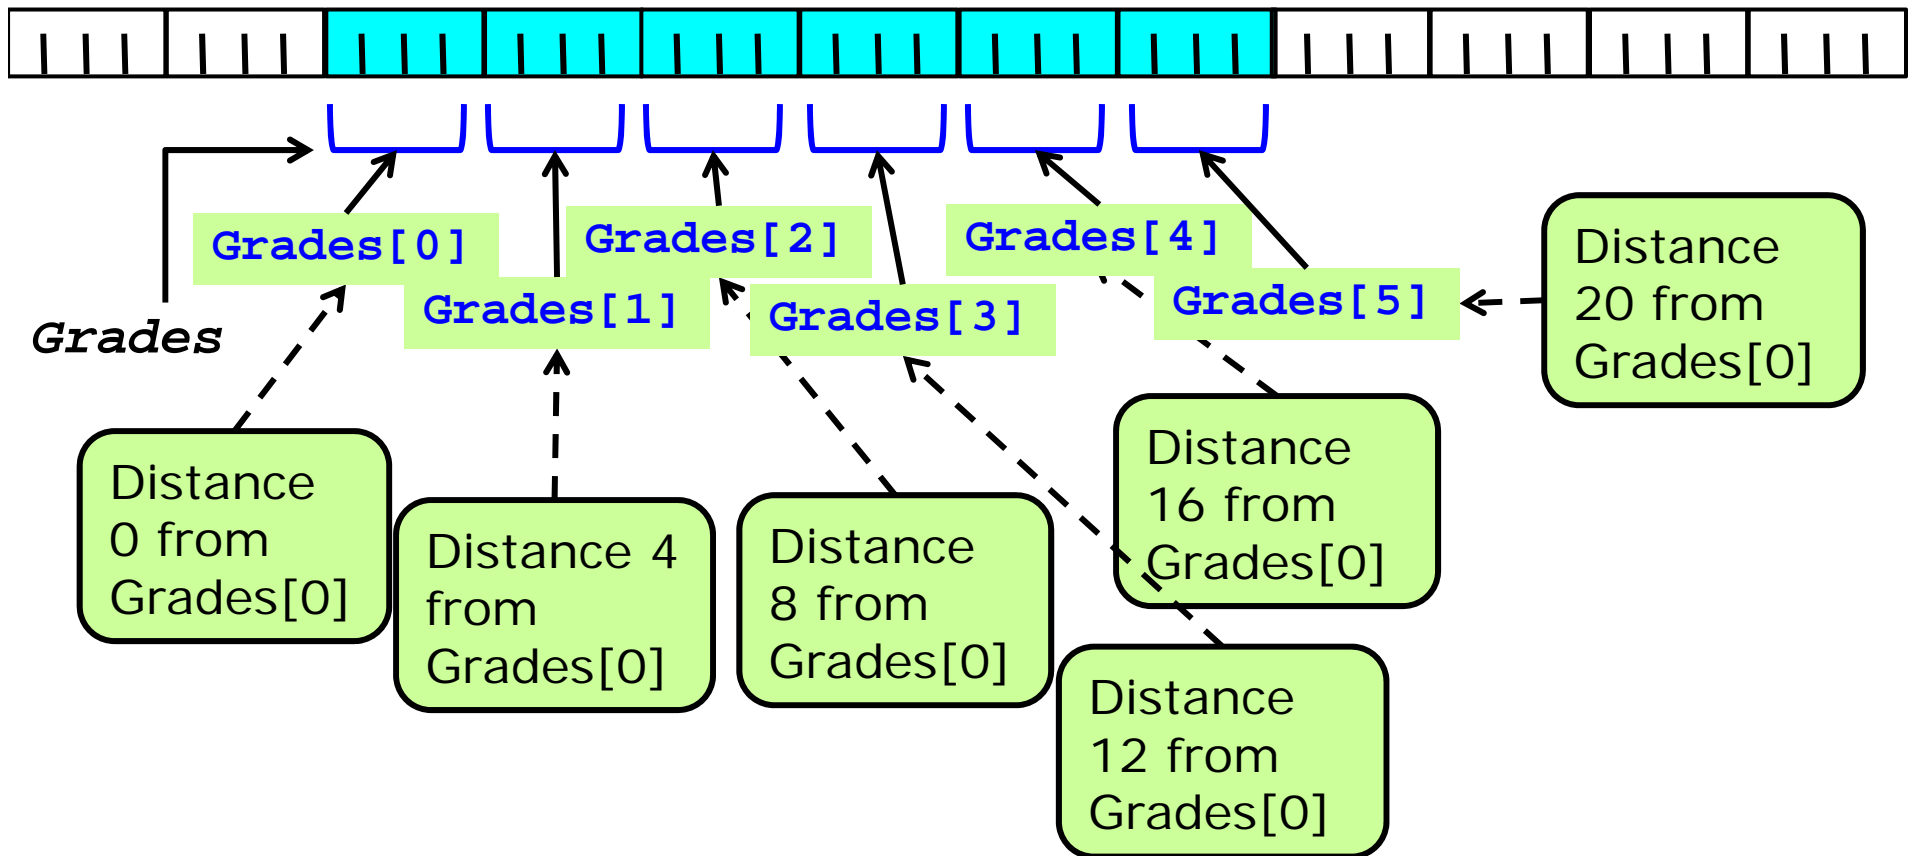 Grades
Grades[0]
Grades[1]
Grades[2]
Grades[3]
Grades[4]
Grades[5]
Distance
0 from
Grades[0]
Distance 4
from
Grades[0]
Distance
8 from
Grades[0]
Distance
12 from
Grades[0]
Distance
16 from
Grades[0]
Distance
20 from
Grades[0]